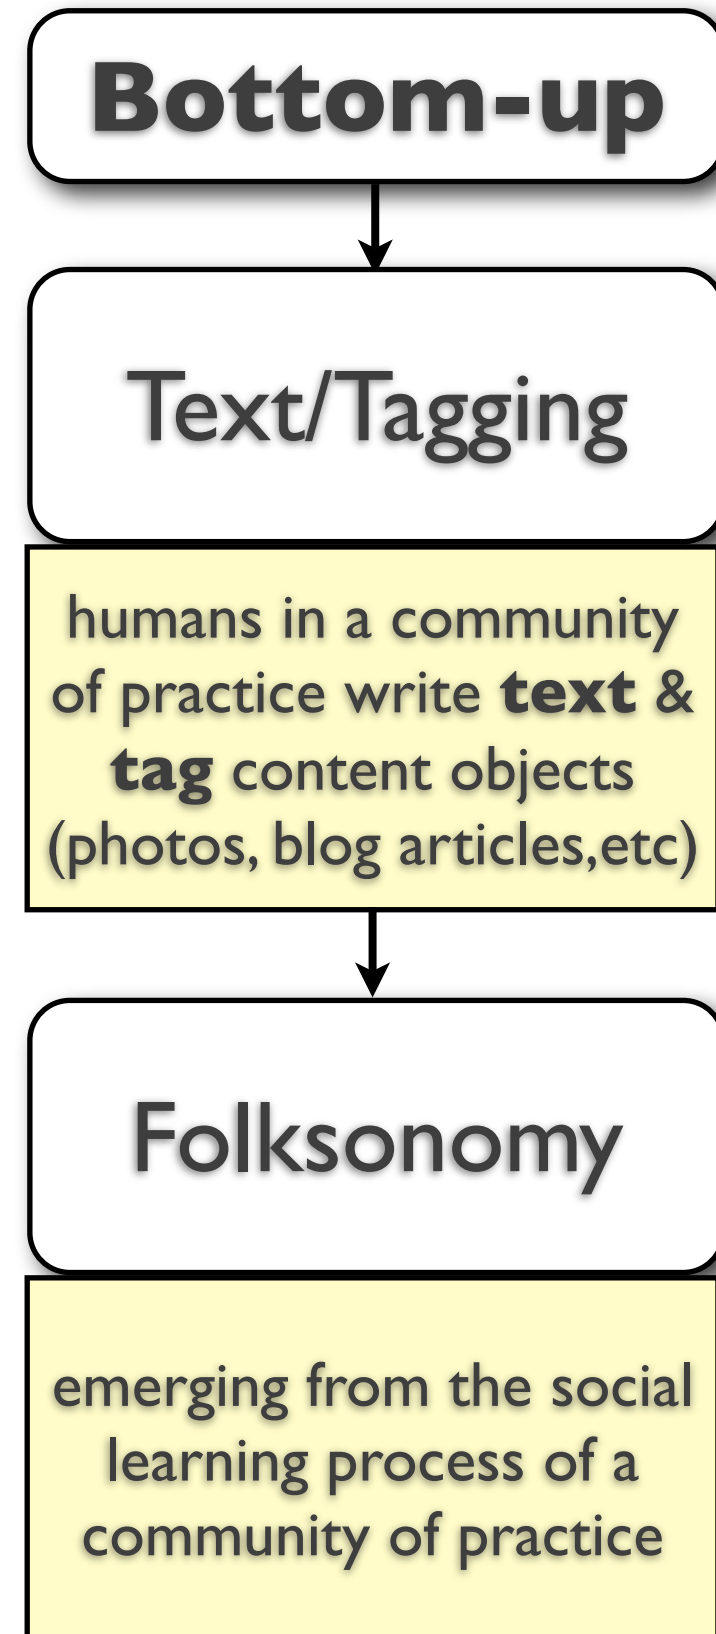 Bottom-up
Text/Tagging
humans in a community
of practice write text &
tag content objects
(photos, blog articles,etc)
Folksonomy
emerging from the social
learning process of a
community of practice